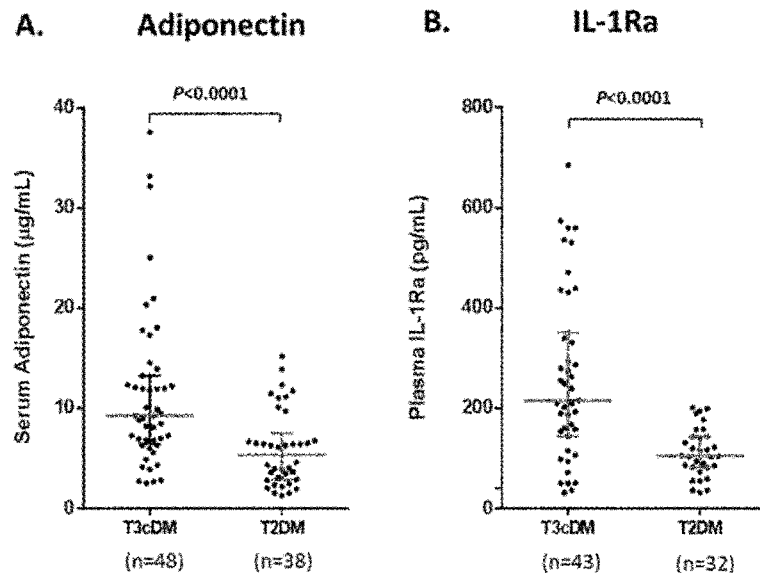 A. Adiponectin
P<0.0001
Serum Adiponectin (µg/mL)
40
30
20
10
0
T3cDM T2DM
(n=48) (n=38)
B. IL-1Ra
P<0.0001
Plasma IL-1Ra (pg/mL)
800
600
400
200
0
T3cDM T2DM
(n=43) (n=32)